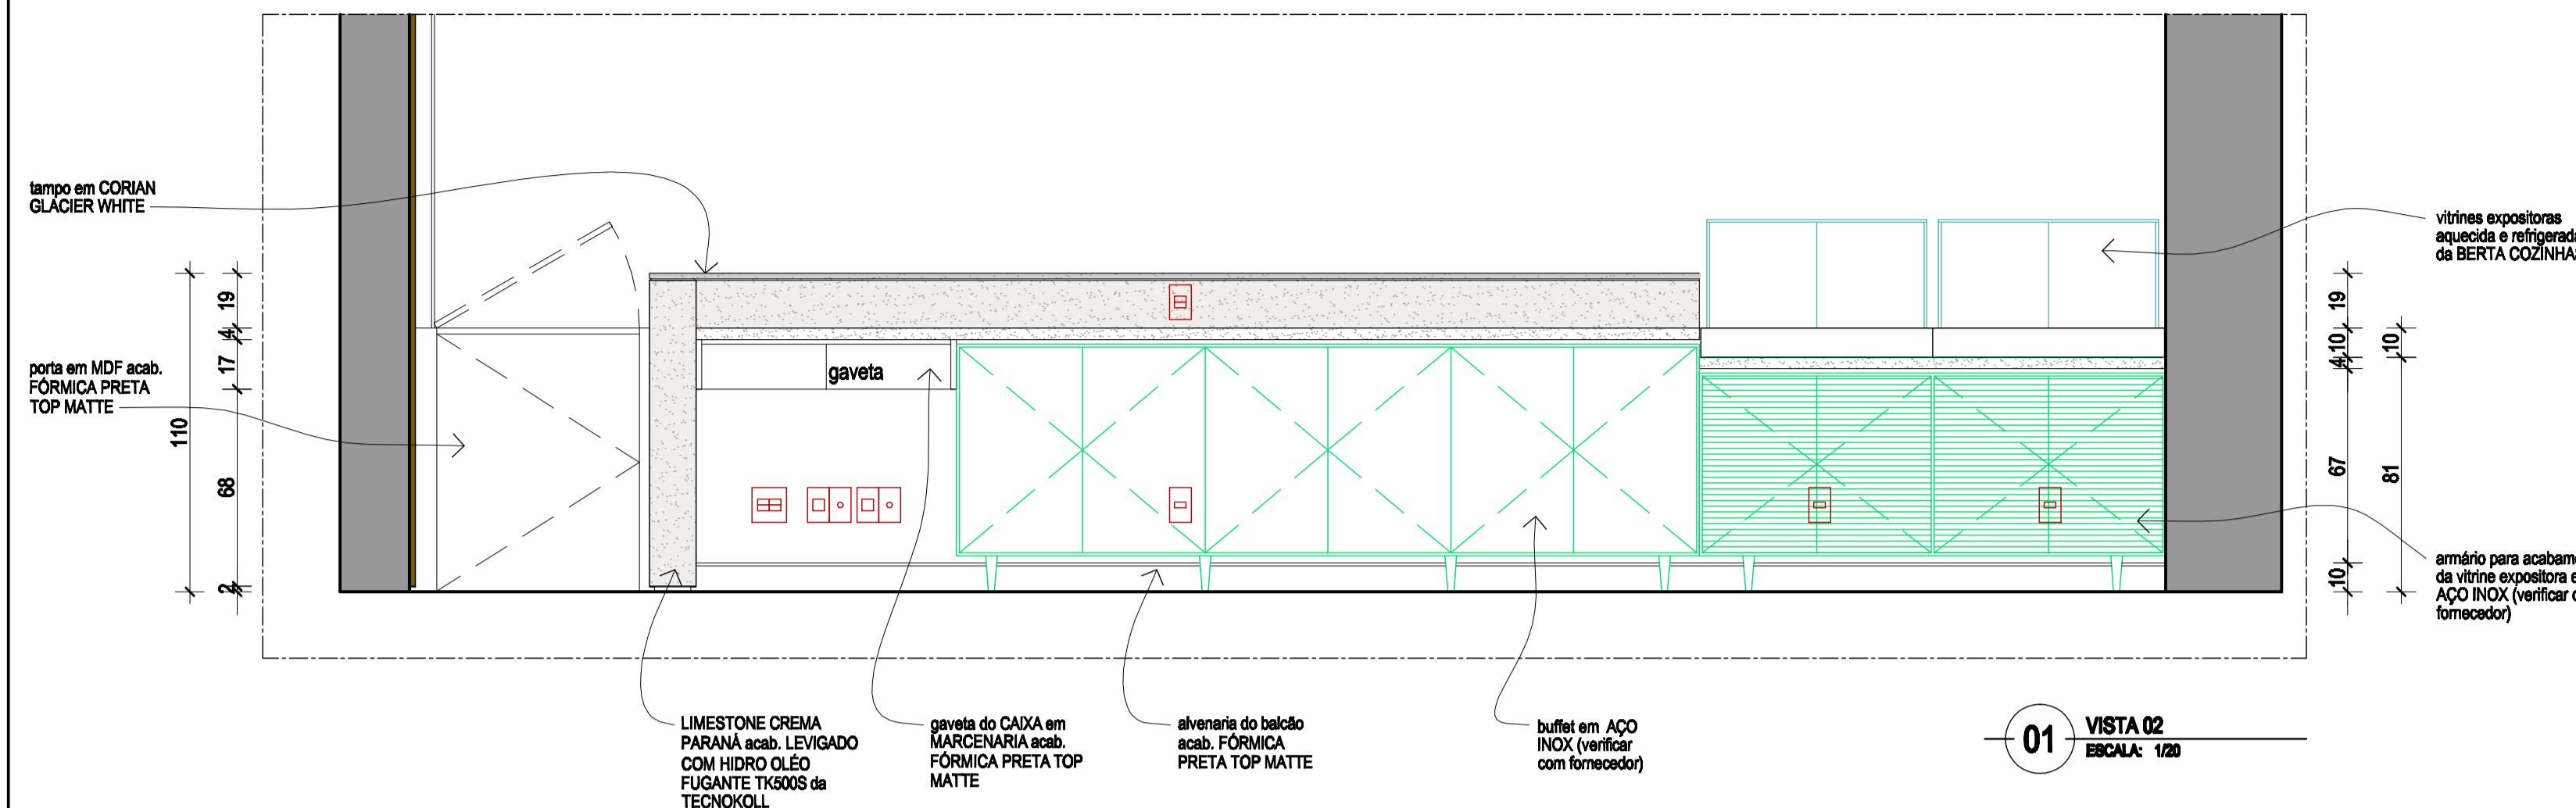 tampo em CORIAN
GLACIER WHITE
porta em MDF acab.
FÓRMICA PRETA
TOP MATTE
110
19
4
17
68
2
gaveta
vitrines expositoras
aquecida e refrigerada
da BERTA COZINHAS
19
10
4
67
10
10
81
armário para acabame
da vitrine expositora e
AÇO INOX (verificar c
fornecedor)
LIMESTONE CREMA
PARANÁ acab. LEVIGADO
COM HIDRO OLÉO
FUGANTE TK500S da
TECNOKOLL
gaveta do CAIXA em
MARCENARIA acab.
FÓRMICA PRETA TOP
MATTE
alvenaria do balcão
acab. FÓRMICA
PRETA TOP MATTE
buffet em AÇO
INOX (verificar
com fornecedor)
01
VISTA 02
ESCALA: 1/20